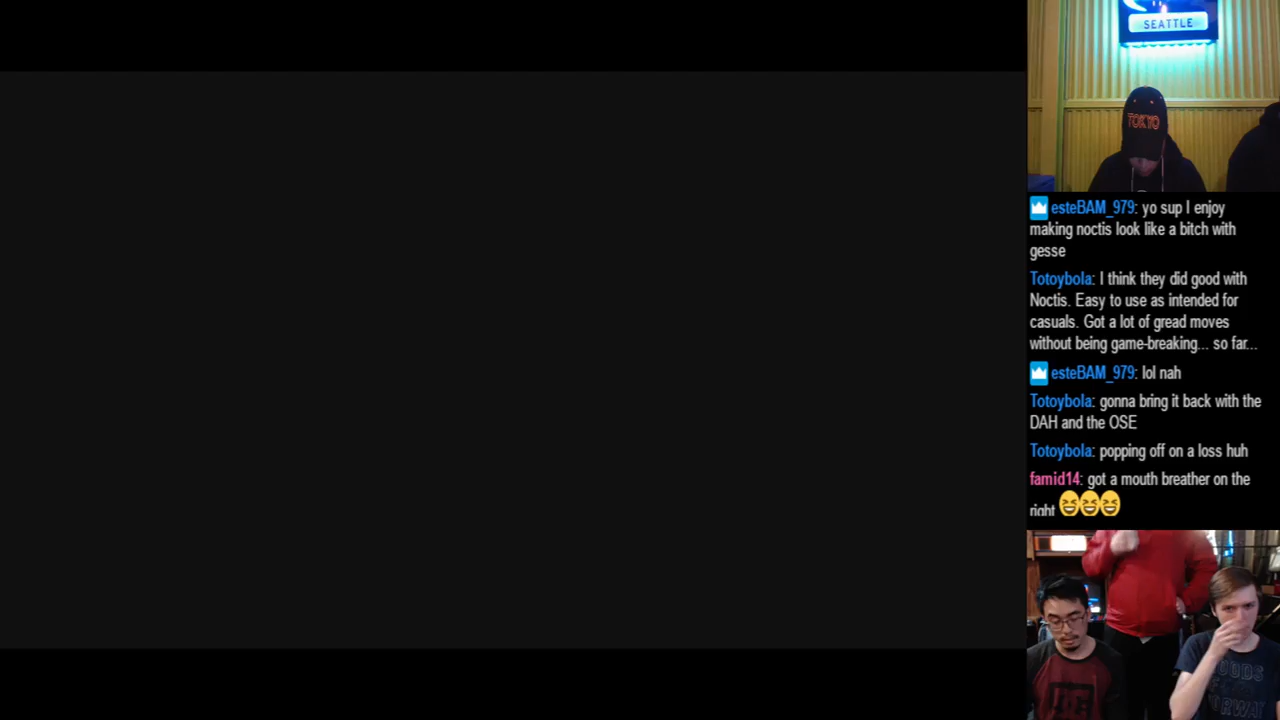 SEATTLE
TOKYO
esteBAM_979: yo sup I enjoy
making noctis look like a bitch with
gesse
Totoybola: I think they did good with
Noctis. Easy to use as intended for
casuals. Got a lot of gread moves
without being game-breaking... so far...
esteBAM_979: lol nah
Totoybola: gonna bring it back with the
DAH and the OSE
Totoybola: popping off on a loss huh
famid14: got a mouth breather on the
right